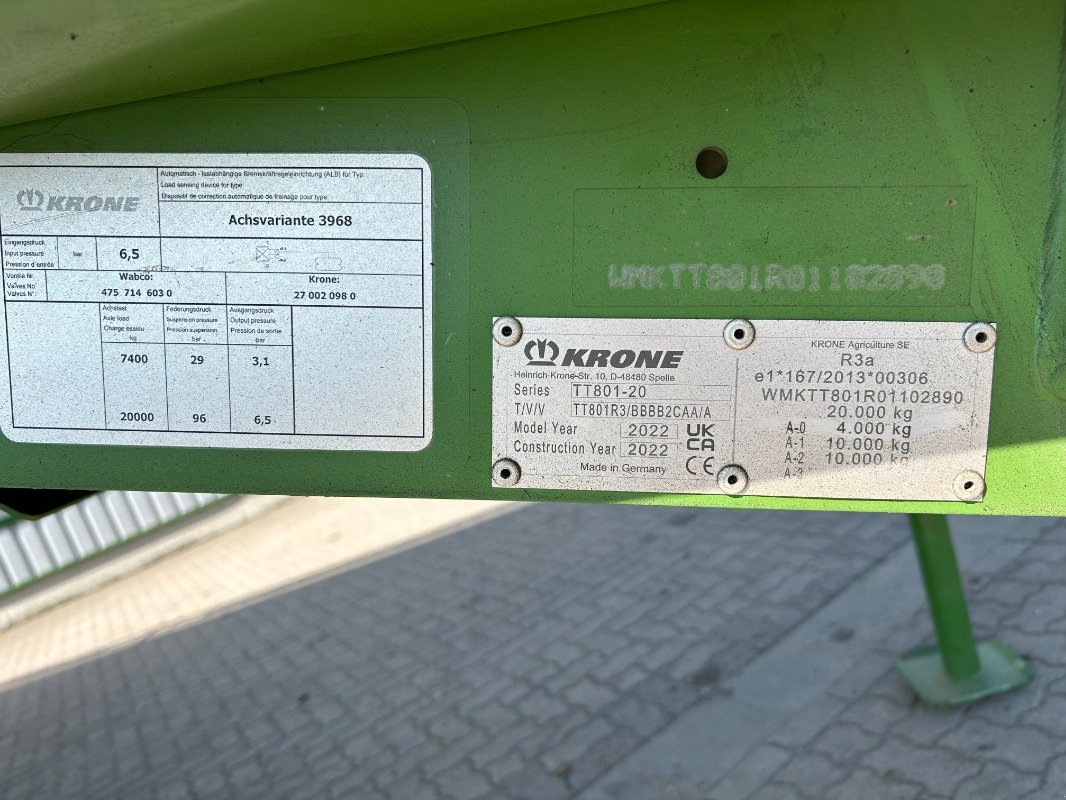 KRONE
Automatisch - lastabhängige Bremskraftregeleinrichtung (ALB) für Typ:
Load sensing device for type:
Dispositif de correction automatique de freinage pour type:
Achsvariante 3968
Eingangsdruck
Input pressure
Pression d'entrée
bar
6,5
Ventile Nr.
Valves No.
Valves N°.
Wabco:
475 714 603 0
Krone:
27 002 098 0
Achslast
Axle load
Charge essieu
kg
Federungsdruck
Suspension pressure
Pression suspension
bar
Ausgangsdruck
Output pressure
Pression de sortie
bar
7400 29 3,1
20000 96 6,5
WMKTT801R01102890
KRONE
Heinrich-Krone-Str. 10, D-48480 Spelle
Series TT801-20
T/V/V TT801R3/BBBB2CAA/A
Model Year 2022
Construction Year 2022
UK
CA
Made in Germany CE
KRONE Agriculture SE
R3a
e1*167/2013*00306
WMKTT801R01102890
20.000 kg
A-0 4.000 kg
A-1 10.000 kg
A-2 10.000 kg
A-3